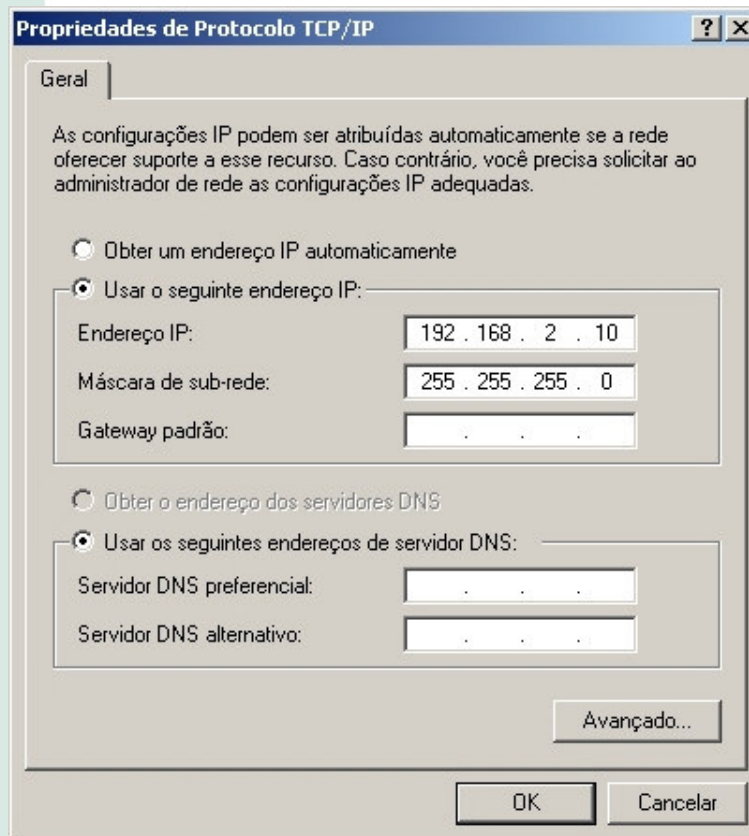 Propriedades de Protocolo TCP/IP
Geral
As configurações IP podem ser atribuídas automaticamente se a rede
oferecer suporte a esse recurso. Caso contrário, você precisa solicitar ao
administrador de rede as configurações IP adequadas.
Obter um endereço IP automaticamente
Usar o seguinte endereço IP:
Endereço IP: 192 . 168 . 2 . 10
Máscara de sub-rede: 255 . 255 . 255 . 0
Gateway padrão: . . .
Obter o endereço dos servidores DNS
Usar os seguintes endereços de servidor DNS:
Servidor DNS preferencial: . . .
Servidor DNS alternativo: . . .
Avançado...
OK Cancelar